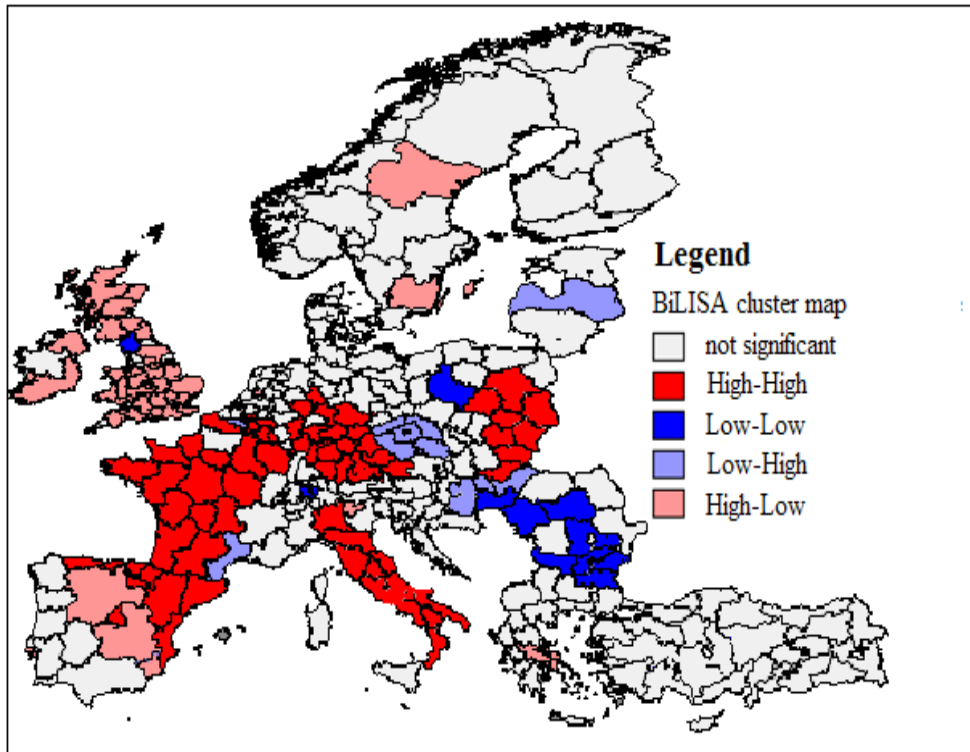 Legend
BiLISA cluster map
not significant
High-High
Low-Low
Low-High
High-Low